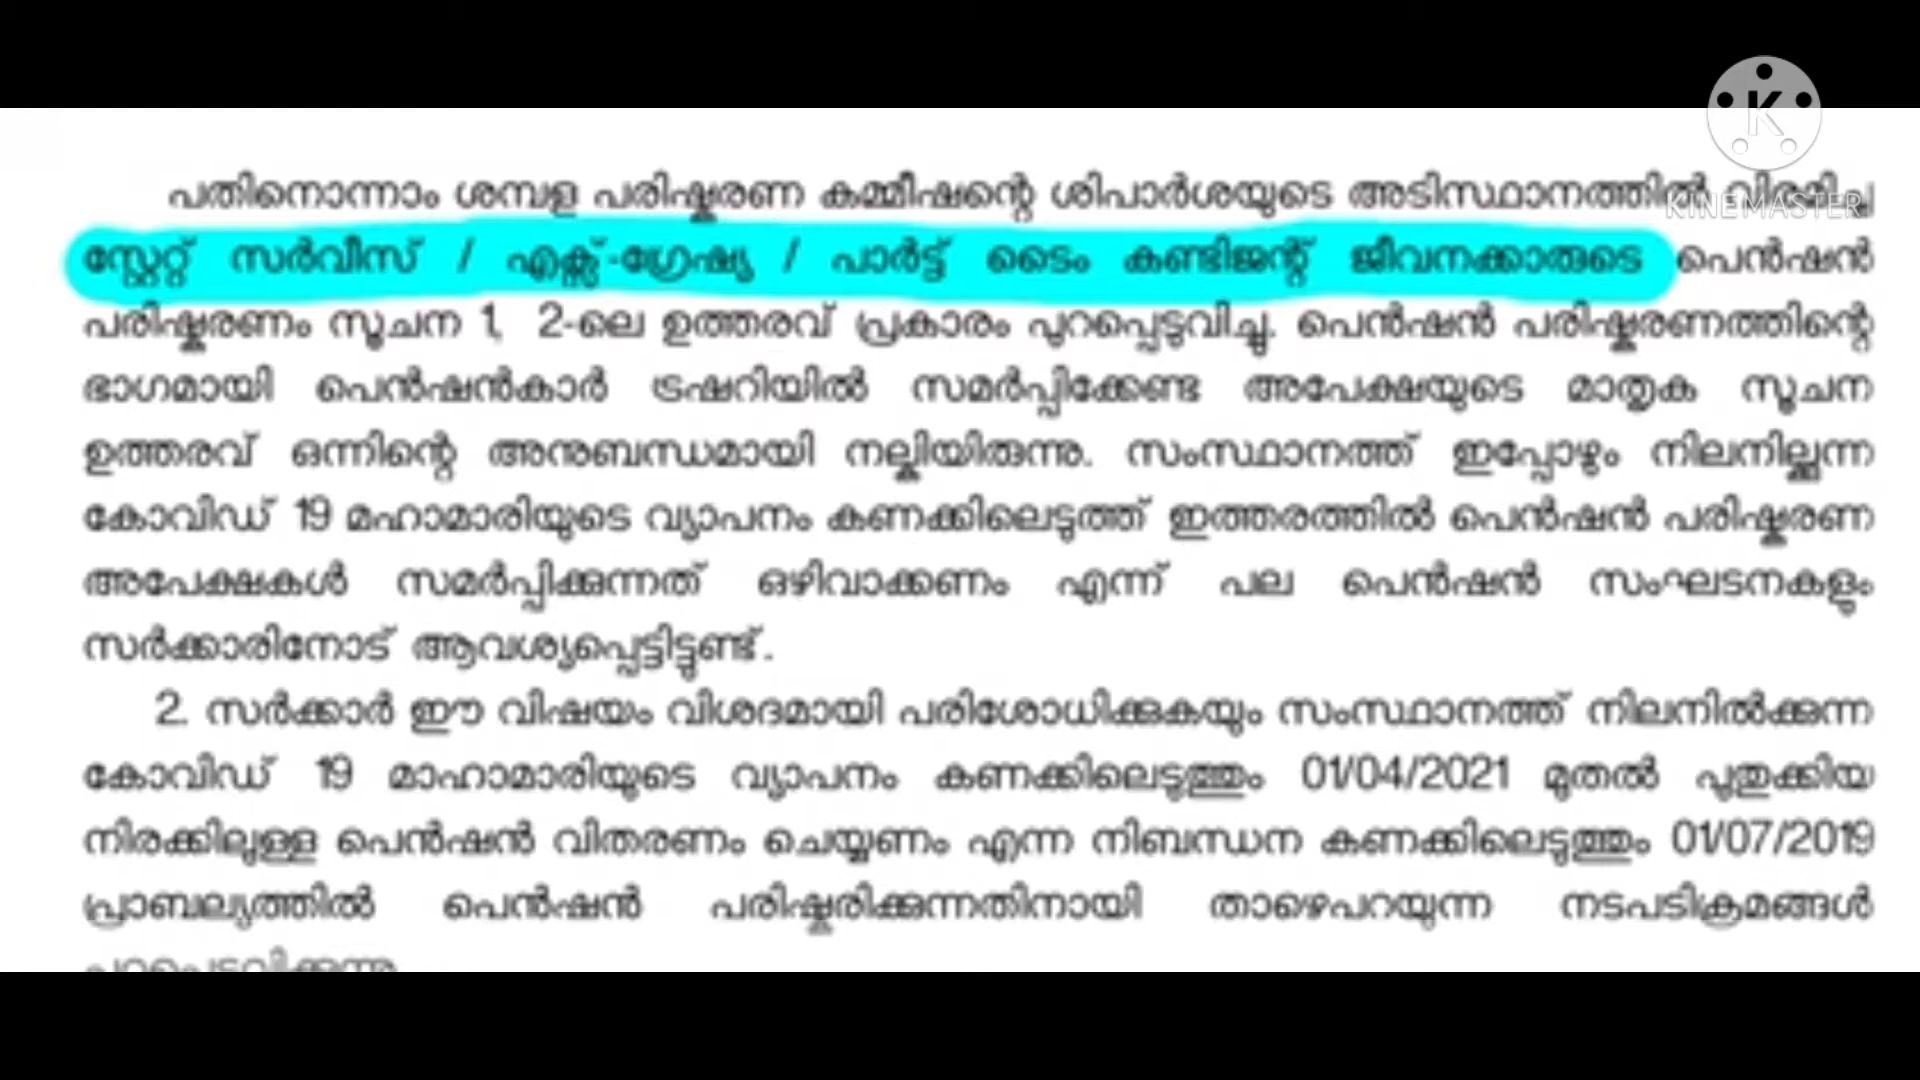 പതിനൊന്നാം ശമ്പള പരിഷ്കരണ കമ്മീഷന്റെ ശിപാർശയുടെ അടിസ്ഥാനത്തിൽ വിരമിച്ച
സ്റ്റേറ്റ് സർവീസ് / എക്സ്-ഗ്രേഷ്യ / പാർട്ട് ടൈം കണ്ടിജന്റ് ജീവനക്കാരുടെ പെൻഷൻ
പരിഷ്കരണം സൂചന 1, 2-ലെ ഉത്തരവ് പ്രകാരം പുറപ്പെടുവിച്ചു. പെൻഷൻ പരിഷ്കരണത്തിന്റെ
ഭാഗമായി പെൻഷൻകാർ ട്രഷറിയിൽ സമർപ്പിക്കേണ്ട അപേക്ഷയുടെ മാതൃക സൂചന
ഉത്തരവ് ഒന്നിന്റെ അനുബന്ധമായി നല്കിയിരുന്നു. സംസ്ഥാനത്ത് ഇപ്പോഴും നിലനില്ക്കുന്ന
കോവിഡ് 19 മഹാമാരിയുടെ വ്യാപനം കണക്കിലെടുത്ത് ഇത്തരത്തിൽ പെൻഷൻ പരിഷ്കരണ
അപേക്ഷകൾ സമർപ്പിക്കുന്നത് ഒഴിവാക്കണം എന്ന് പല പെൻഷൻ സംഘടനകളും
സർക്കാരിനോട് ആവശ്യപ്പെട്ടിട്ടുണ്ട്.
2. സർക്കാർ ഈ വിഷയം വിശദമായി പരിശോധിക്കുകയും സംസ്ഥാനത്ത് നിലനിൽക്കുന്ന
കോവിഡ് 19 മാഹാമാരിയുടെ വ്യാപനം കണക്കിലെടുത്തും 01/04/2021 മുതൽ പുതുക്കിയ
നിരക്കിലുള്ള പെൻഷൻ വിതരണം ചെയ്യണം എന്ന നിബന്ധന കണക്കിലെടുത്തും 01/07/2019
പ്രാബല്യത്തിൽ പെൻഷൻ പരിഷ്കരിക്കുന്നതിനായി താഴെപറയുന്ന നടപടിക്രമങ്ങൾ
K
KINEMASTER